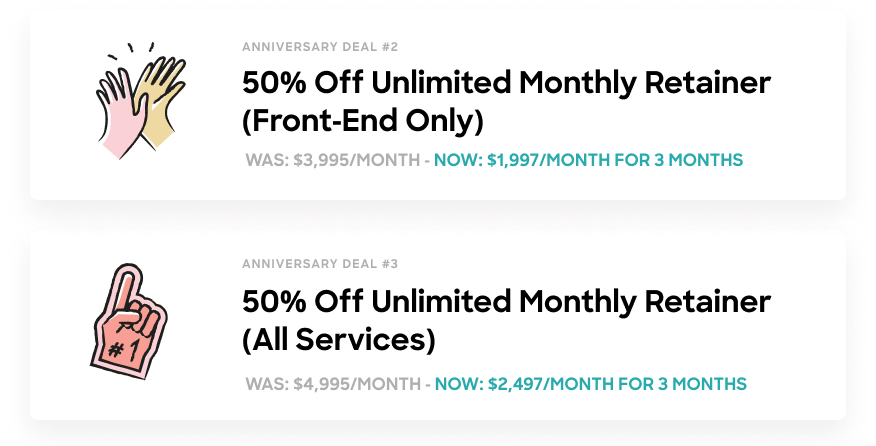 ANNIVERSARY DEAL #2
50% Off Unlimited Monthly Retainer
(Front-End Only)
WAS: $3,995/MONTH - NOW: $1,997/MONTH FOR 3 MONTHS
ANNIVERSARY DEAL #3
50% Off Unlimited Monthly Retainer
(All Services)
#1
WAS: $4,995/MONTH - NOW: $2,497/MONTH FOR 3 MONTHS